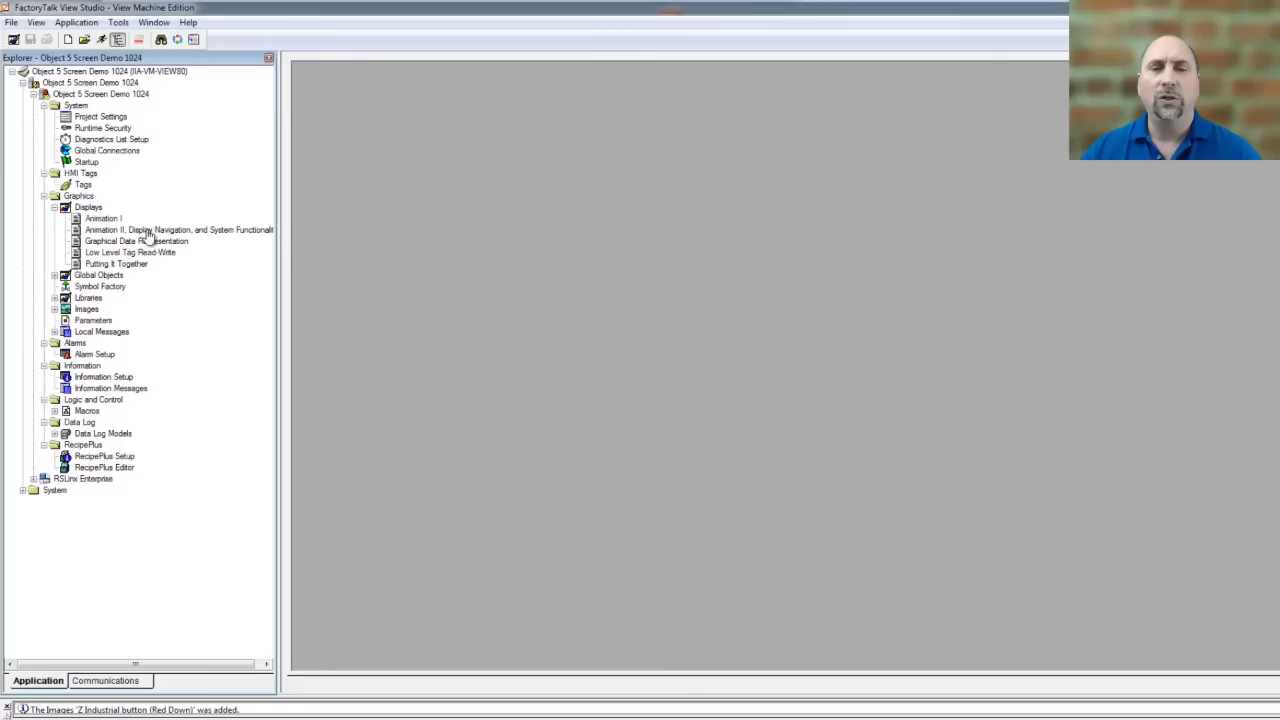 FactoryTalk View Studio - View Machine Edition
File View Application Tools Window Help
Explorer - Object 5 Screen Demo 1024
Object 5 Screen Demo 1024 (IIA-VM-VIEW80)
Object 5 Screen Demo 1024
Object 5 Screen Demo 1024
System
Project Settings
Runtime Security
Diagnostics List Setup
Global Connections
Startup
HMI Tags
Tags
Graphics
Displays
Animation I
Animation II, Display Navigation, and System Functionalit
Graphical Data Representation
Low Level Tag Read-Write
Putting It Together
Global Objects
Symbol Factory
Libraries
Images
Parameters
Local Messages
Alarms
Alarm Setup
Information
Information Setup
Information Messages
Logic and Control
Macros
Data Log
Data Log Models
RecipePlus
RecipePlus Setup
RecipePlus Editor
RSLinx Enterprise
System
Application Communications
The Images 'Z Industrial button (Red Down)' was added.